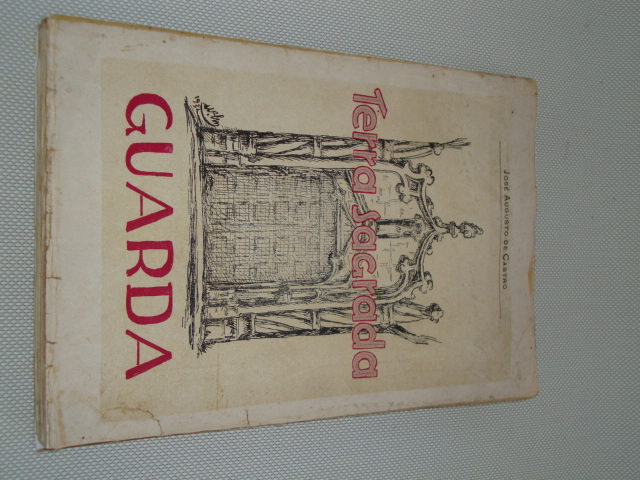 JOSÉ AUGUSTO DE CASTRO
Terra Sagrada
GUARDA